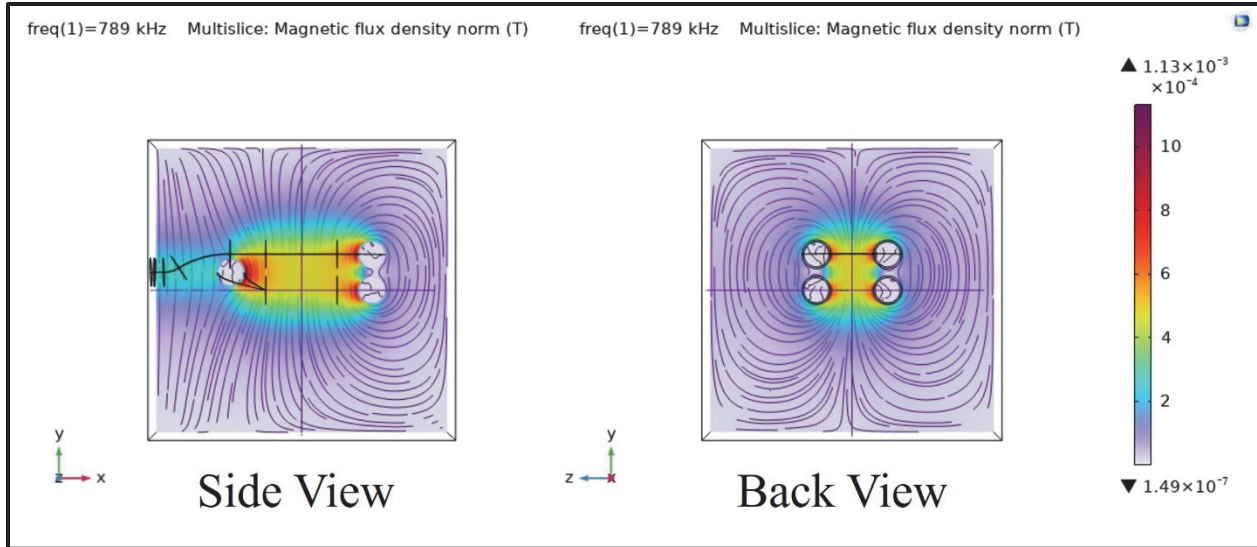 freq(1)=789 kHz Multislice: Magnetic flux density norm (T)
freq(1)=789 kHz Multislice: Magnetic flux density norm (T)
▲ 1.13×10⁻³
×10⁻⁴
10
8
6
4
2
▼ 1.49×10⁻⁷
y
z x
Side View
y
z x
Back View